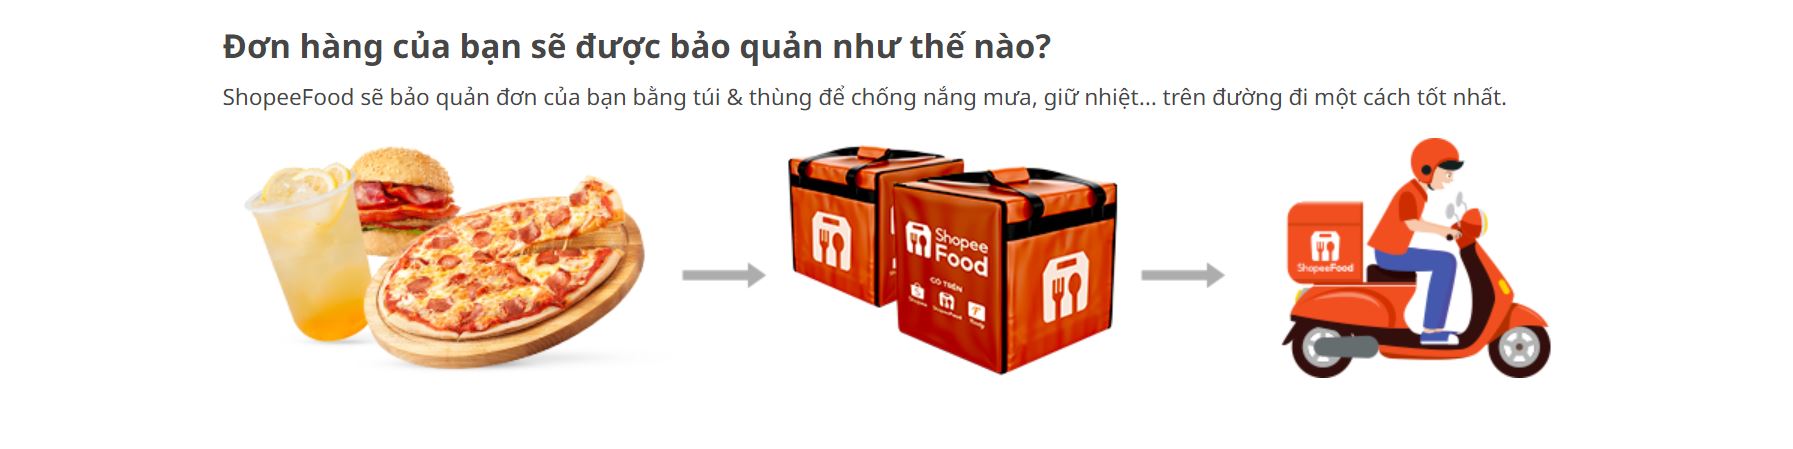 Đơn hàng của bạn sẽ được bảo quản như thế nào?
ShopeeFood sẽ bảo quản đơn của bạn bằng túi & thùng để chống nắng mưa, giữ nhiệt... trên đường đi một cách tốt nhất.
Shopee
Food
CÓ TRÊN
Shopee
ShopeeFood
ShopeeFood